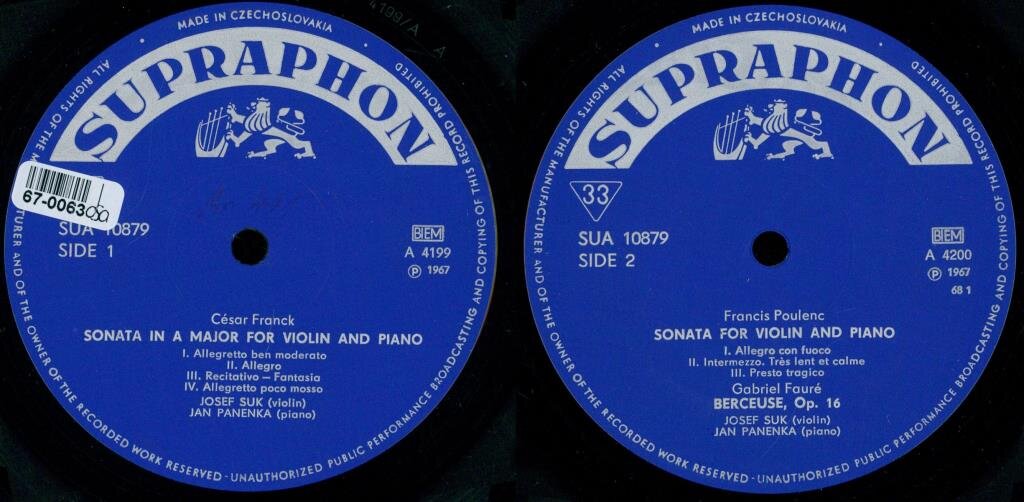 4199/A A
MADE IN CZECHOSLOVAKIA
ALL RIGHTS OF THE MANUFACTURER AND OF THE OWNER OF THE RECORDED WORK RESERVED - UNAUTHORIZED PUBLIC PERFORMANCE BROADCASTING AND COPYING OF THIS RECORD PROHIBITED
SUPRAPHON
67-0063
SUA 10879
SIDE 1
BIEM
A 4199
Ⓟ 1967
César Franck
SONATA IN A MAJOR FOR VIOLIN AND PIANO
I. Allegretto ben moderato
II. Allegro
III. Recitativo – Fantasia
IV. Allegretto poco mosso
JOSEF SUK (violin)
JAN PANENKA (piano)
MADE IN CZECHOSLOVAKIA
ALL RIGHTS OF THE MANUFACTURER AND OF THE OWNER OF THE RECORDED WORK RESERVED - UNAUTHORIZED PUBLIC PERFORMANCE BROADCASTING AND COPYING OF THIS RECORD PROHIBITED
SUPRAPHON
33
SUA 10879
SIDE 2
BIEM
A 4200
Ⓟ 1967
68 1
Francis Poulenc
SONATA FOR VIOLIN AND PIANO
I. Allegro con fuoco
II. Intermezzo. Très lent et calme
III. Presto tragico
Gabriel Fauré
BERCEUSE, Op. 16
JOSEF SUK (violin)
JAN PANENKA (piano)